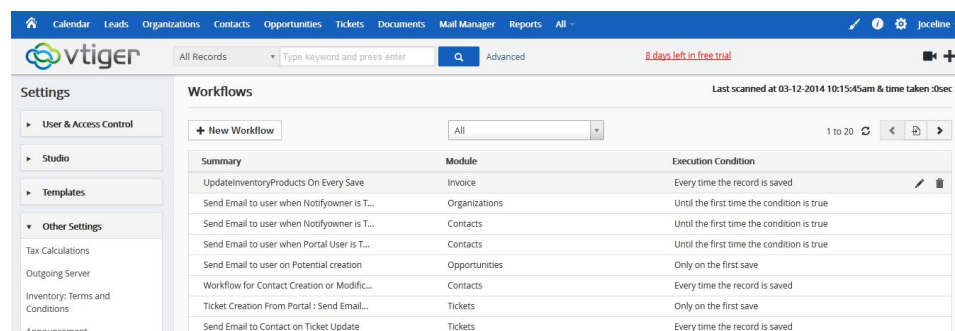 Calendar Leads Organizations Contacts Opportunities Tickets Documents Mail Manager Reports All Joceline
vtiger All Records Type keyword and press enter Advanced 8 days left in free trial
Settings Workflows Last scanned at 03-12-2014 10:15:45am & time taken :0sec
User & Access Control + New Workflow All 1 to 20
Studio Summary Module Execution Condition
UpdateInventoryProducts On Every Save Invoice Every time the record is saved
Templates Send Email to user when Notifyowner is T... Organizations Until the first time the condition is true
Other Settings Send Email to user when Notifyowner is T... Contacts Until the first time the condition is true
Tax Calculations Send Email to user when Portal User is T... Contacts Until the first time the condition is true
Outgoing Server Send Email to user on Potential creation Opportunities Only on the first save
Inventory: Terms and Workflow for Contact Creation or Modific... Contacts Every time the record is saved
Conditions Ticket Creation From Portal : Send Email... Tickets Only on the first save
Announcement Send Email to Contact on Ticket Update Tickets Every time the record is saved